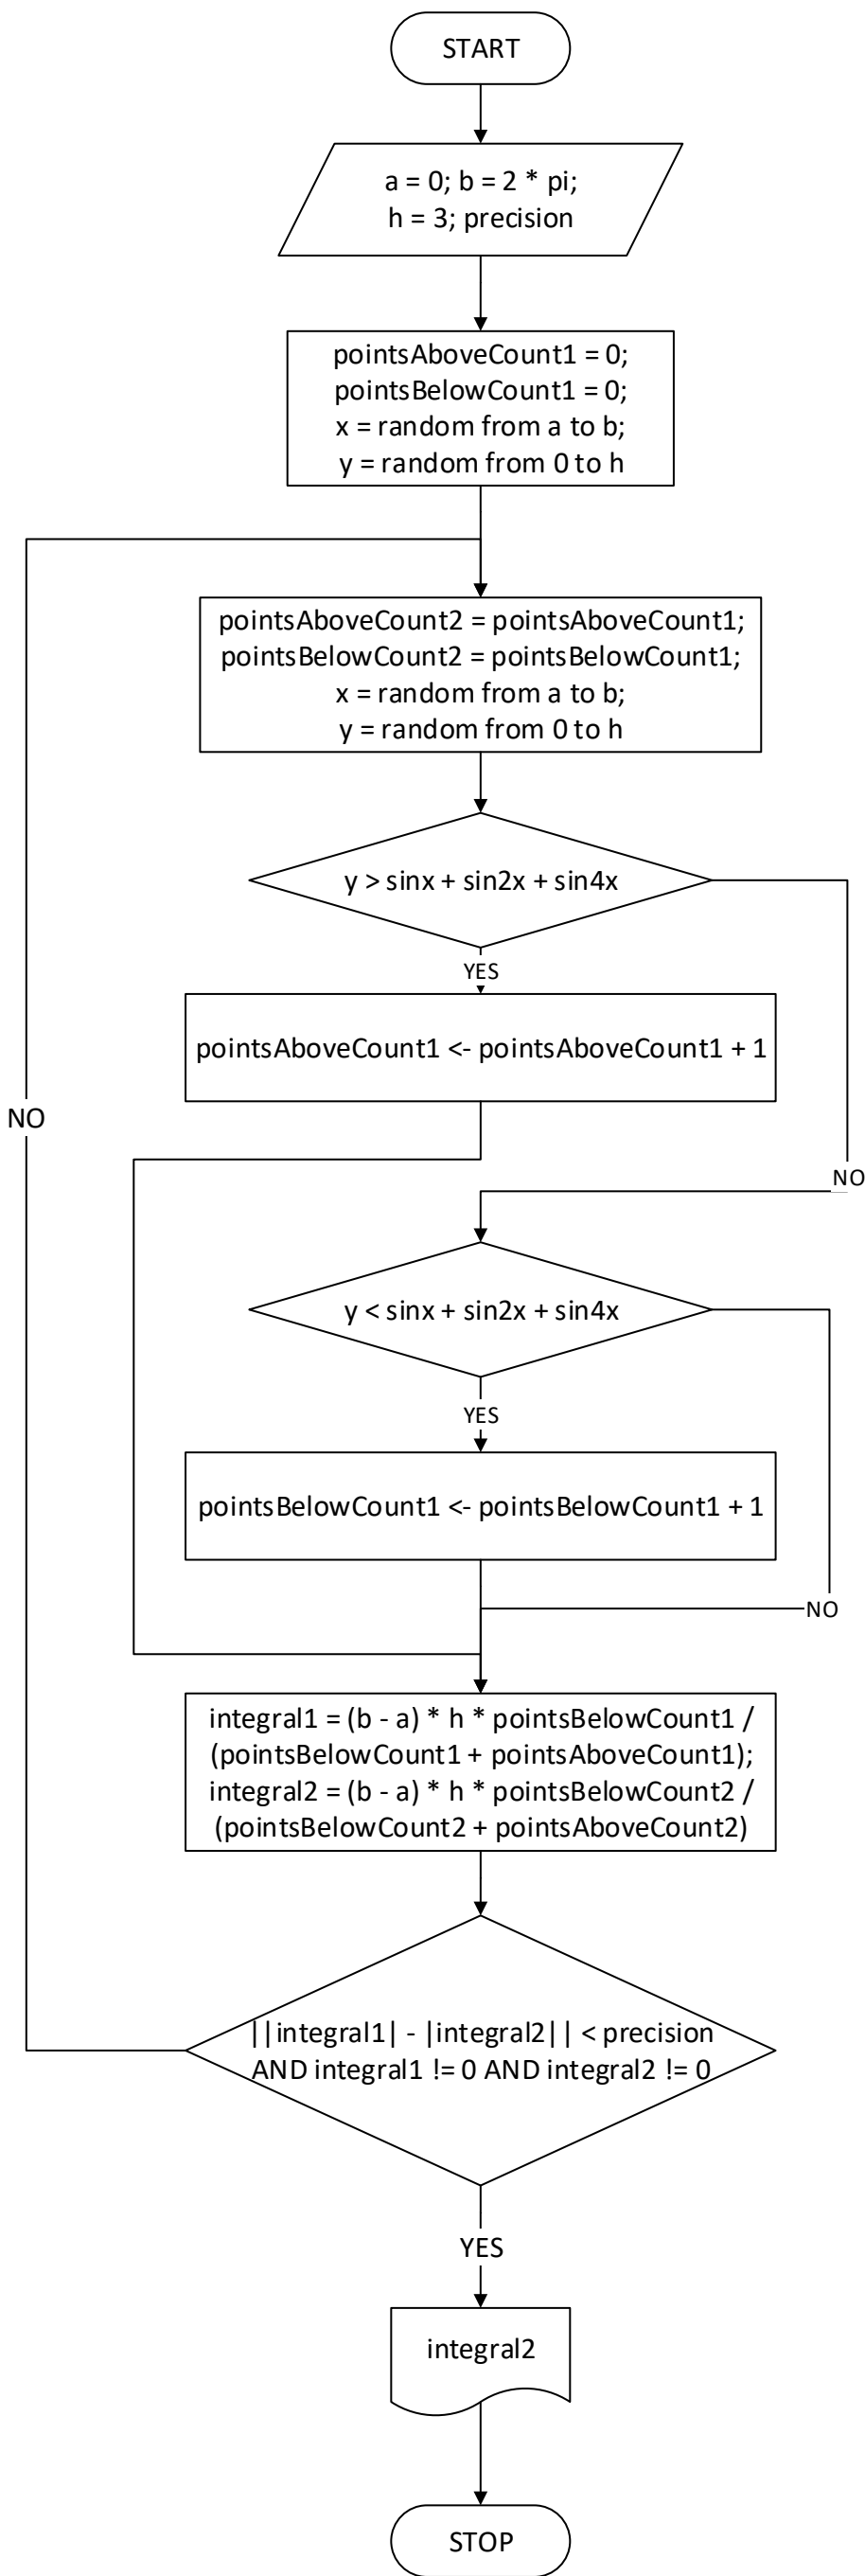 START
a = 0; b = 2 * pi;
h = 3; precision
pointsAboveCount1 = 0;
pointsBelowCount1 = 0;
x = random from a to b;
y = random from 0 to h
pointsAboveCount2 = pointsAboveCount1;
pointsBelowCount2 = pointsBelowCount1;
x = random from a to b;
y = random from 0 to h
y > sinx + sin2x + sin4x
YES
pointsAboveCount1 <- pointsAboveCount1 + 1
NO
NO
y < sinx + sin2x + sin4x
YES
pointsBelowCount1 <- pointsBelowCount1 + 1
NO
integral1 = (b - a) * h * pointsBelowCount1 /
(pointsBelowCount1 + pointsAboveCount1);
integral2 = (b - a) * h * pointsBelowCount2 /
(pointsBelowCount2 + pointsAboveCount2)
||integral1| - |integral2|| < precision
AND integral1 != 0 AND integral2 != 0
YES
integral2
STOP